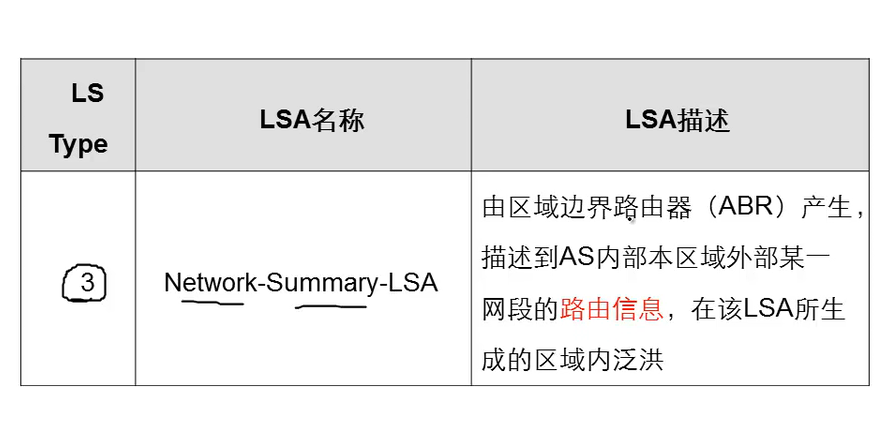 LS
Type
LSA名称
LSA描述
3
Network-Summary-LSA
由区域边界路由器（ABR）产生，
描述到AS内部本区域外部某一
网段的路由信息，在该LSA所生
成的区域内泛洪